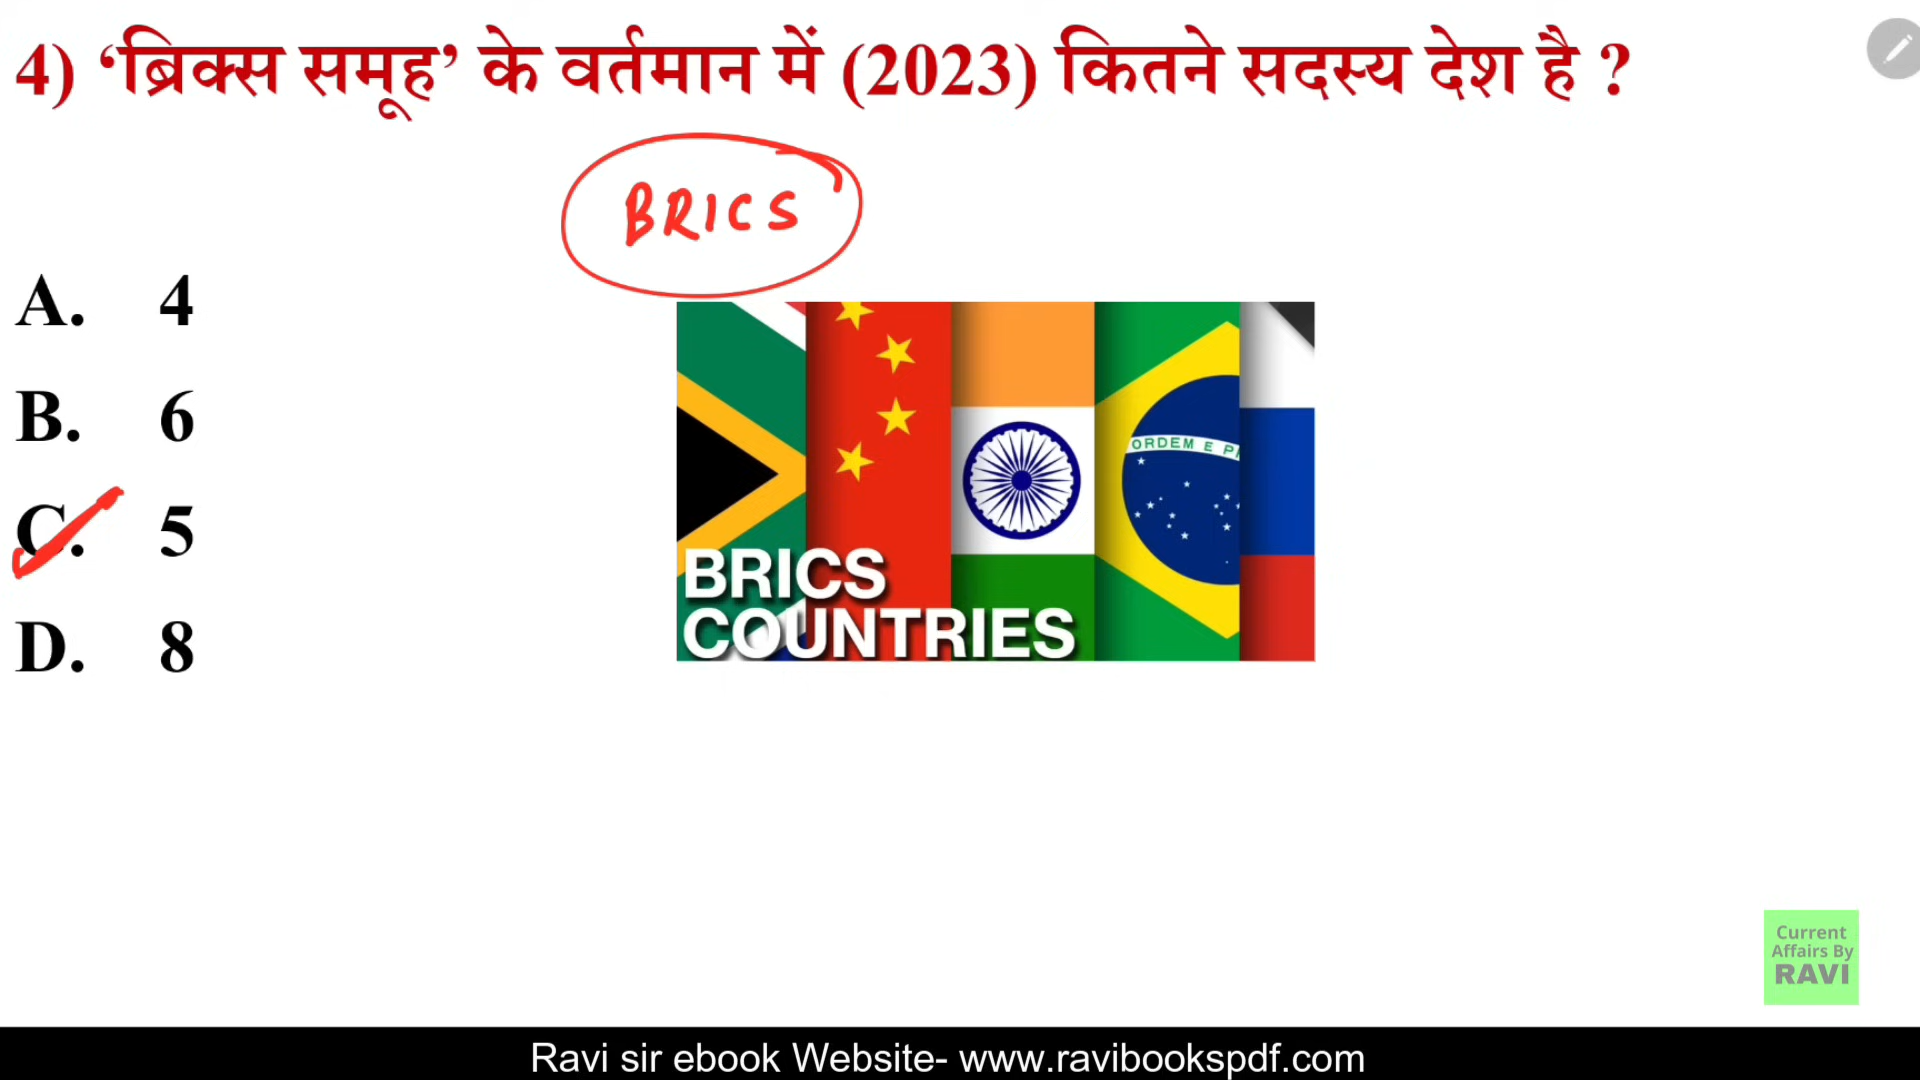 4) ‘ब्रिक्स समूह’ के वर्तमान में (2023) कितने सदस्य देश है ?
BRICS
A. 4
B. 6
C. 5
D. 8
ORDEM E P
BRICS
COUNTRIES
Current
Affairs By
RAVI
Ravi sir ebook Website- www.ravibookspdf.com